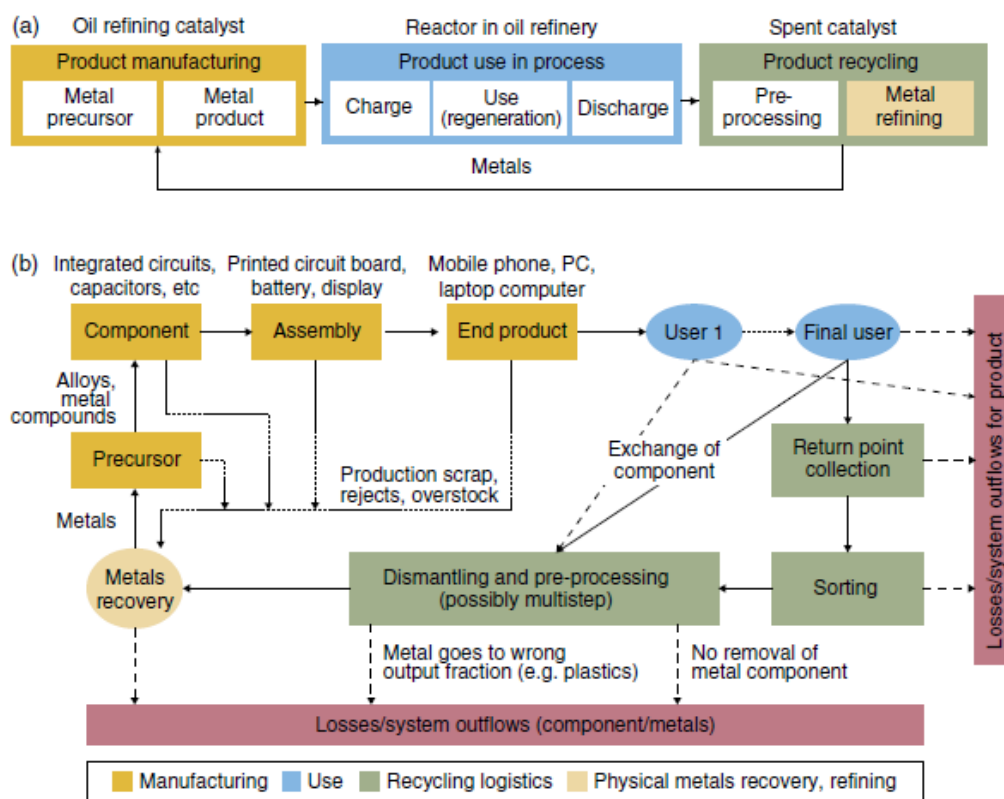 (a)
Oil refining catalyst
Reactor in oil refinery
Spent catalyst
Product manufacturing
Metal
precursor
Metal
product
Product use in process
Charge
Use
(regeneration)
Discharge
Product recycling
Pre-
processing
Metal
refining
Metals
(b)
Integrated circuits,
capacitors, etc
Printed circuit board,
battery, display
Mobile phone, PC,
laptop computer
Component
Assembly
End product
User 1
Final user
Alloys,
metal
compounds
Precursor
Production scrap,
rejects, overstock
Exchange of
component
Return point
collection
Metals
Metals
recovery
Dismantling and pre-processing
(possibly multistep)
Sorting
Losses/system outflows for product
Metal goes to wrong
output fraction (e.g. plastics)
No removal of
metal component
Losses/system outflows (component/metals)
Manufacturing
Use
Recycling logistics
Physical metals recovery, refining